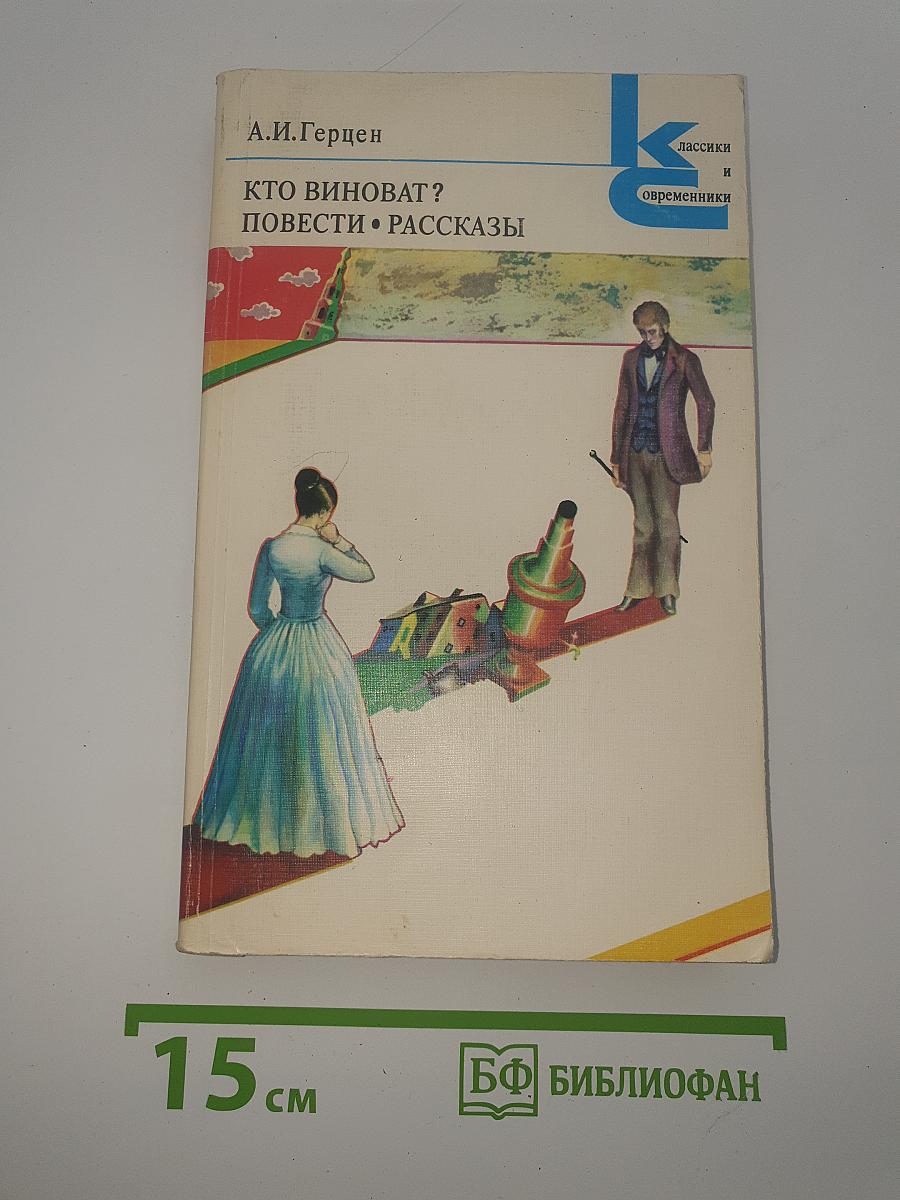 А.И.Герцен
КТО ВИНОВАТ?
ПОВЕСТИ • РАССКАЗЫ
Классики
и
Современники
15 см
БФ БИБЛИОФАН